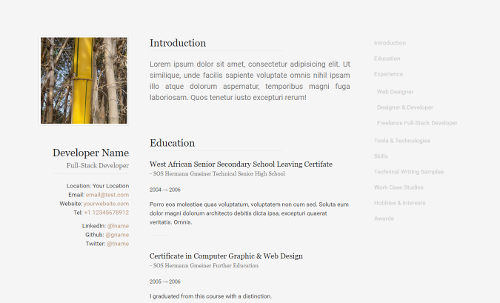 Developer Name
Full-Stack Developer
Location: Your Location
Email: email@test.com
Website: yourwebsite.com
Tel: +1 12345678912
LinkedIn: @lname
Github: @gname
Twitter: @tname
Introduction
Lorem ipsum dolor sit amet, consectetur adipisicing elit. Ut
similique, unde facilis sapiente voluptate omnis nihil ipsam
illo atque dolorum aspernatur, temporibus magni fuga
laboriosam. Quos tenetur iusto excepturi rerum!
Education
West African Senior Secondary School Leaving Certifate
- SOS Hermann Gmeiner Technical Senior High School
2004 → 2006
Porro eos molestiae quas voluptatum, voluptatem non cum sed. Soluta eum
dolor magni dolorum architecto debitis dicta ipsa, excepturi quaerat
veritatis. Omnis.
Certificate in Computer Graphic & Web Design
- SOS Hermann Gmeiner Further Education
2005 → 2006
I graduated from this course with a distinction.
Introduction
Education
Experience
Web Designer
Designer & Developer
Freelance Full-Stack Developer
Tools & Technologies
Skills
Technical Writing Samples
Work Case Studies
Hobbies & Interests
Awards